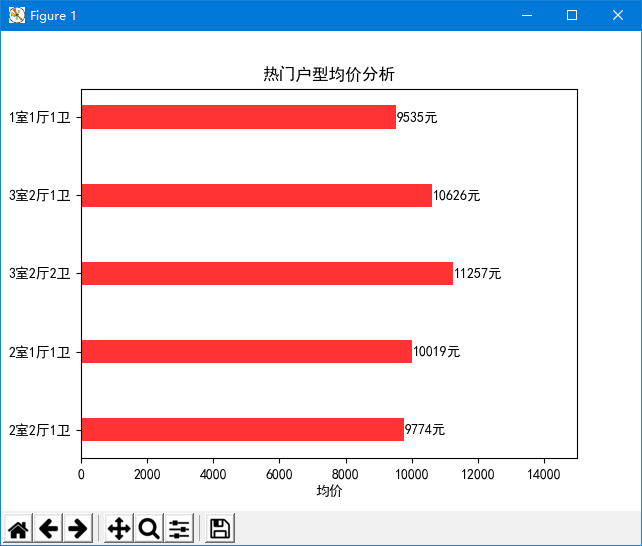 Figure 1
热门户型均价分析
1室1厅1卫
9535元
3室2厅1卫
10626元
3室2厅2卫
11257元
2室1厅1卫
10019元
2室2厅1卫
9774元
0 2000 4000 6000 8000 10000 12000 14000
均价